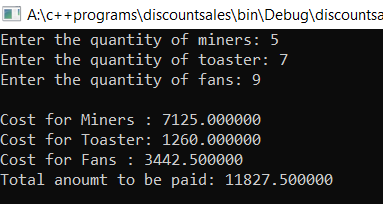 A:\c++programs\discountsales\bin\Debug\discountsa
Enter the quantity of miners: 5
Enter the quantity of toaster: 7
Enter the quantity of fans: 9
Cost for Miners : 7125.000000
Cost for Toaster: 1260.000000
Cost for Fans : 3442.500000
Total anoumt to be paid: 11827.500000